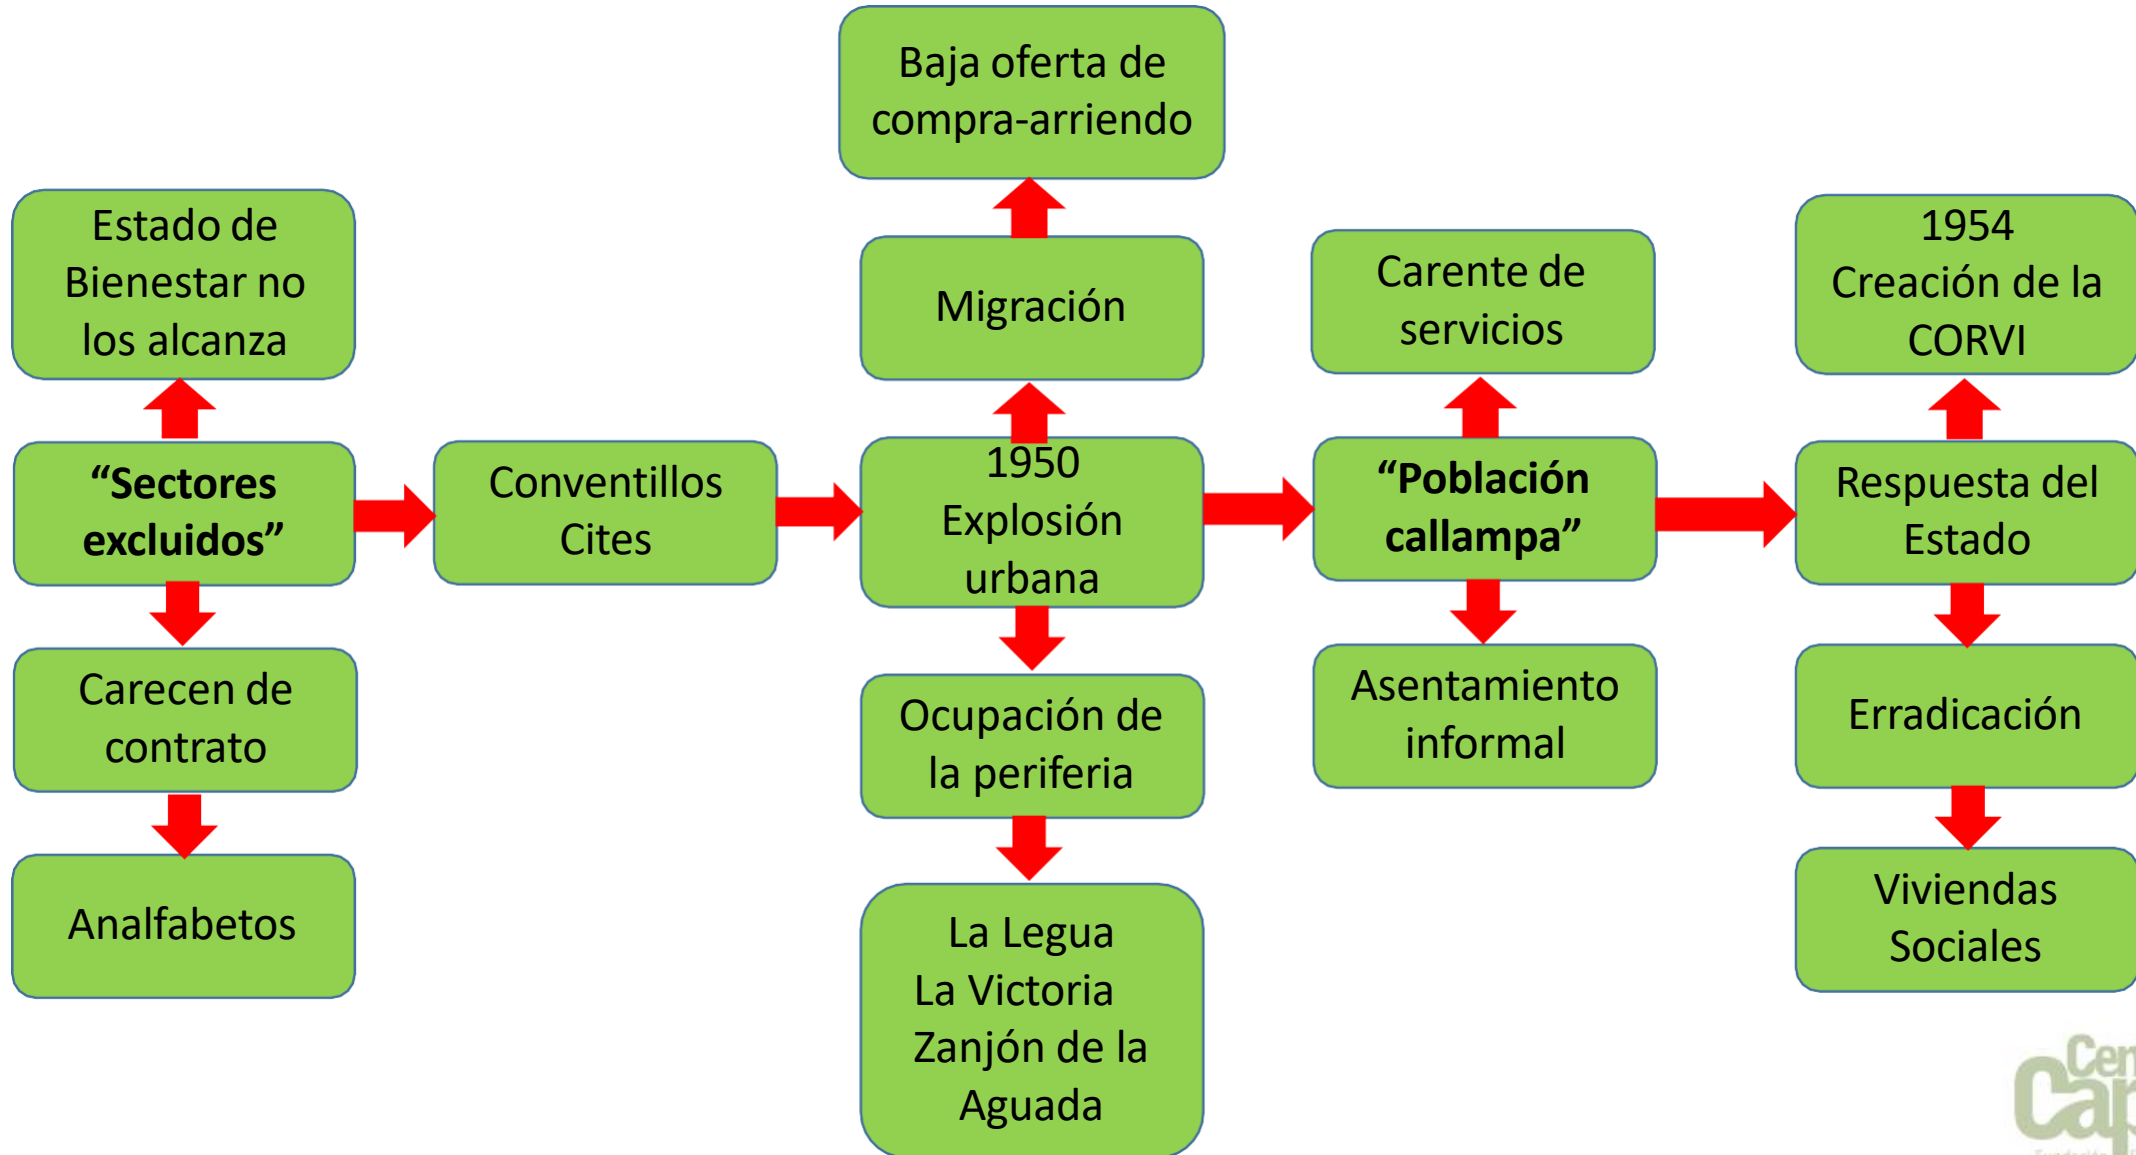 Baja oferta de
compra-arriendo
Estado de
Bienestar no
los alcanza
Migración
Carente de
servicios
1954
Creación de la
CORVI
“Sectores
excluidos”
Conventillos
Cites
1950
Explosión
urbana
“Población
callampa”
Respuesta del
Estado
Carecen de
contrato
Ocupación de
la periferia
Asentamiento
informal
Erradicación
Analfabetos
La Legua
La Victoria
Zanjón de la
Aguada
Viviendas
Sociales